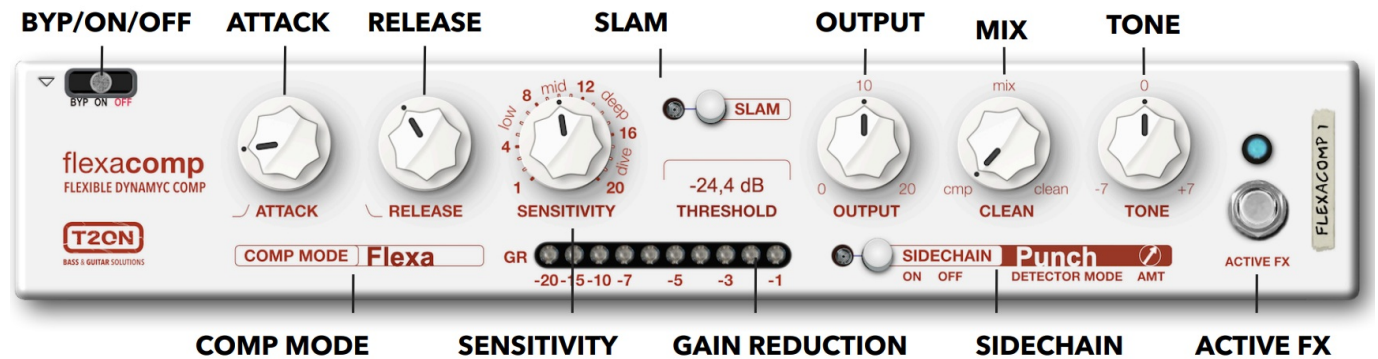 BYP/ON/OFF ATTACK RELEASE SLAM OUTPUT MIX TONE
BYP ON OFF
low 8 mid 12 deep
4 16
1 20 dive
SLAM
10 mix 0
flexacomp
FLEXIBLE DYNAMYC COMP
-24,4 dB
0 20 cmp clean -7 +7
ATTACK RELEASE SENSITIVITY THRESHOLD OUTPUT CLEAN TONE
FLEXACOMP 1
T2ON
BASS & GUITAR SOLUTIONS
COMP MODE Flexa
GR
-20 -15 -10 -7 -5 -3 -1
SIDECHAIN Punch
ON OFF DETECTOR MODE AMT
ACTIVE FX
COMP MODE SENSITIVITY GAIN REDUCTION SIDECHAIN ACTIVE FX